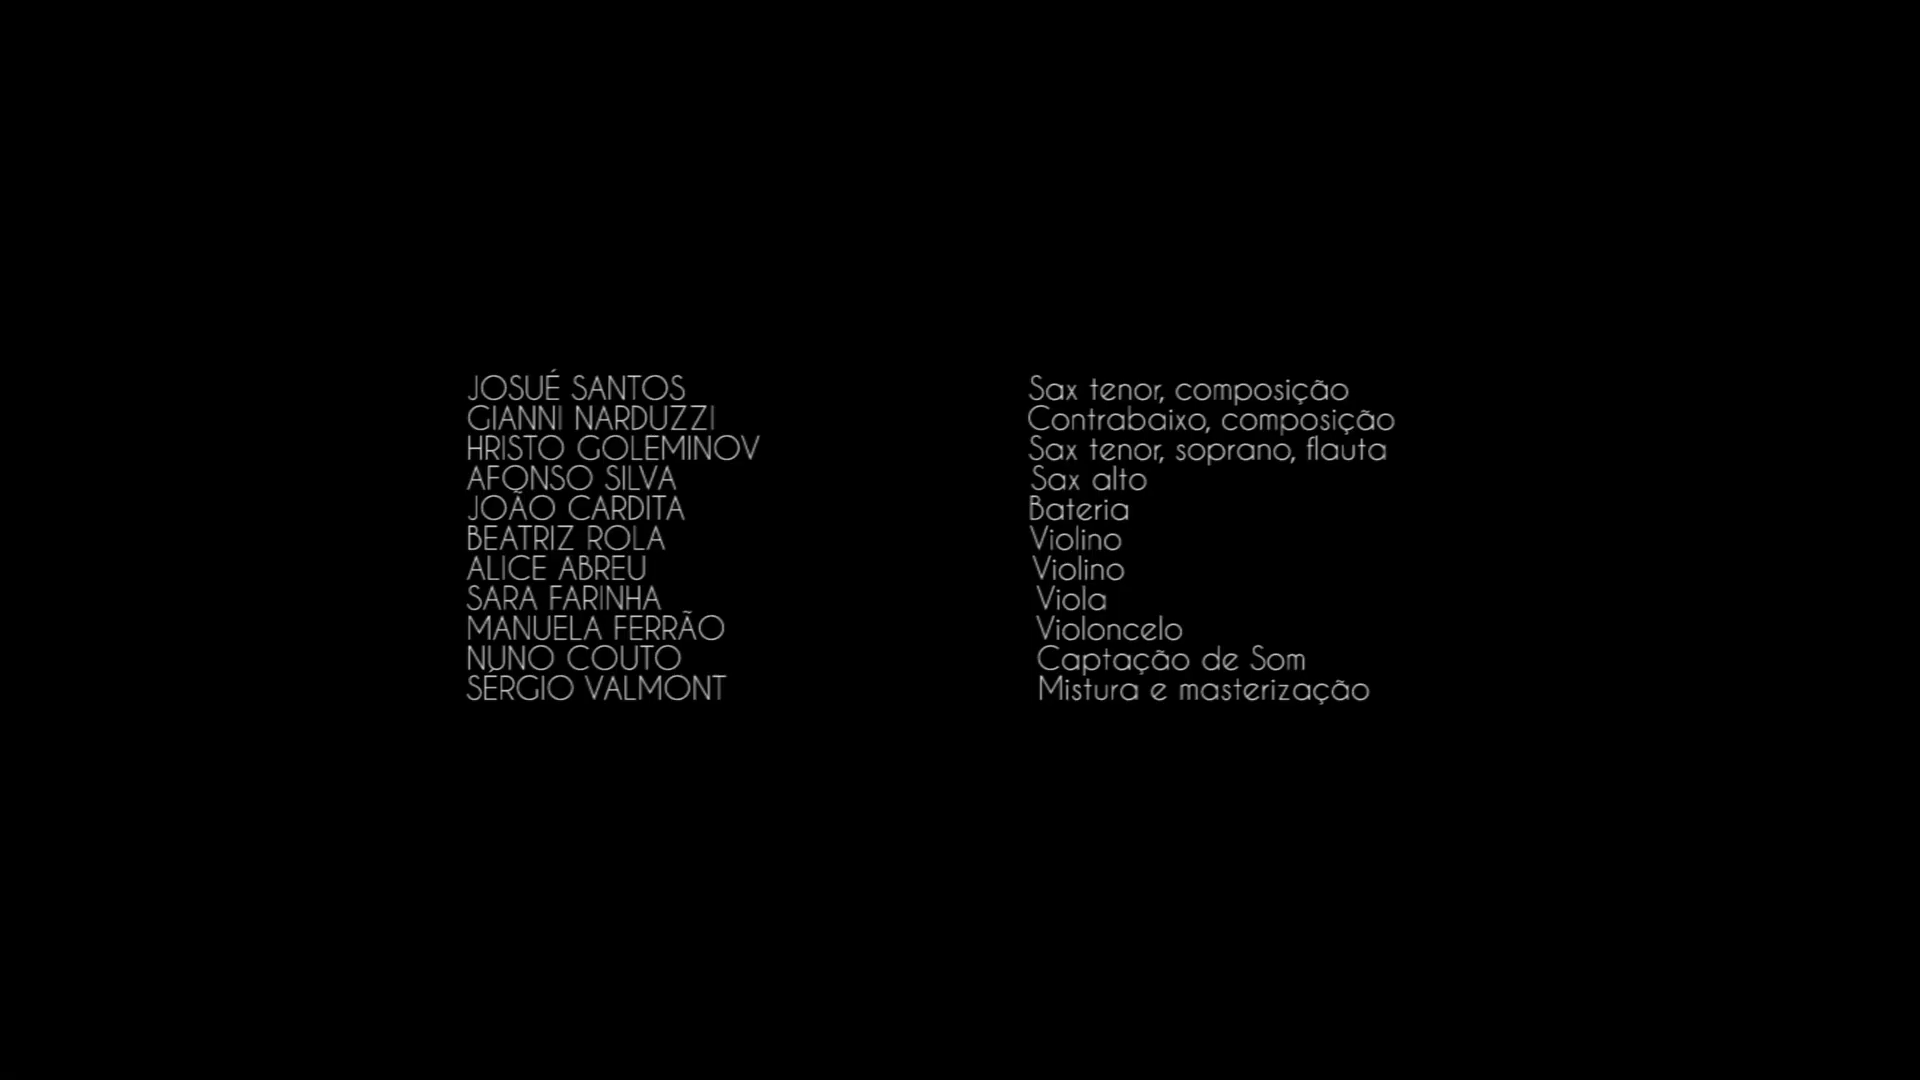 JOSUÉ SANTOS Sax tenor, composição
GIANNI NARDUZZI Contrabaixo, composição
HRISTO GOLEMINOV Sax tenor, soprano, flauta
AFONSO SILVA Sax alto
JOÃO CARDITA Bateria
BEATRIZ ROLA Violino
ALICE ABREU Violino
SARA FARINHA Viola
MANUELA FERRÃO Violoncelo
NUNO COUTO Captação de Som
SÉRGIO VALMONT Mistura e masterização